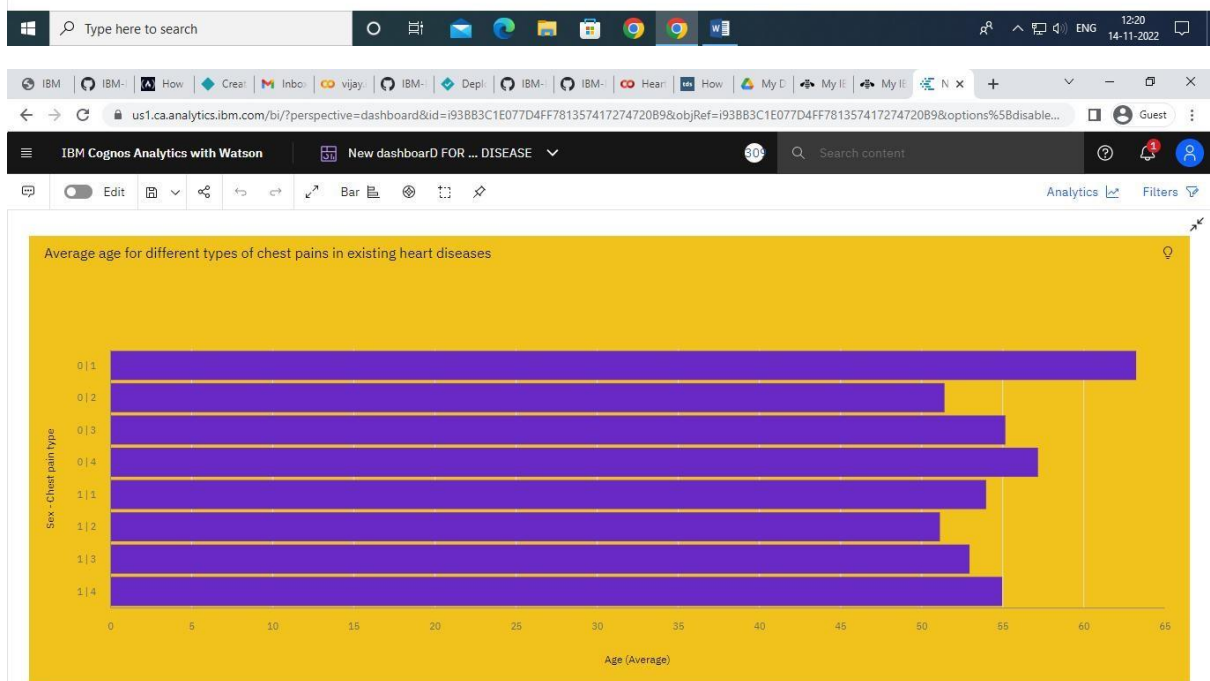 Type here to search
ENG
12:20
14-11-2022
IBM
IBM-
How
Creat
Inbo
vijay.
IBM-
Depl
IBM-
IBM-
Hear
How
My D
My IE
My IE
N
us1.ca.analytics.ibm.com/bi/?perspective=dashboard&id=i93BB3C1E077D4FF781357417274720B9&objRef=i93BB3C1E077D4FF781357417274720B9&options%5Bdisable...
Guest
IBM Cognos Analytics with Watson
New dashboarD FOR ... DISEASE
309
Search content
1
Edit
Bar
Analytics
Filters
Average age for different types of chest pains in existing heart diseases
Sex - Chest pain type
0|1
0|2
0|3
0|4
1|1
1|2
1|3
1|4
0 5 10 15 20 25 30 35 40 45 50 55 60 65
Age (Average)